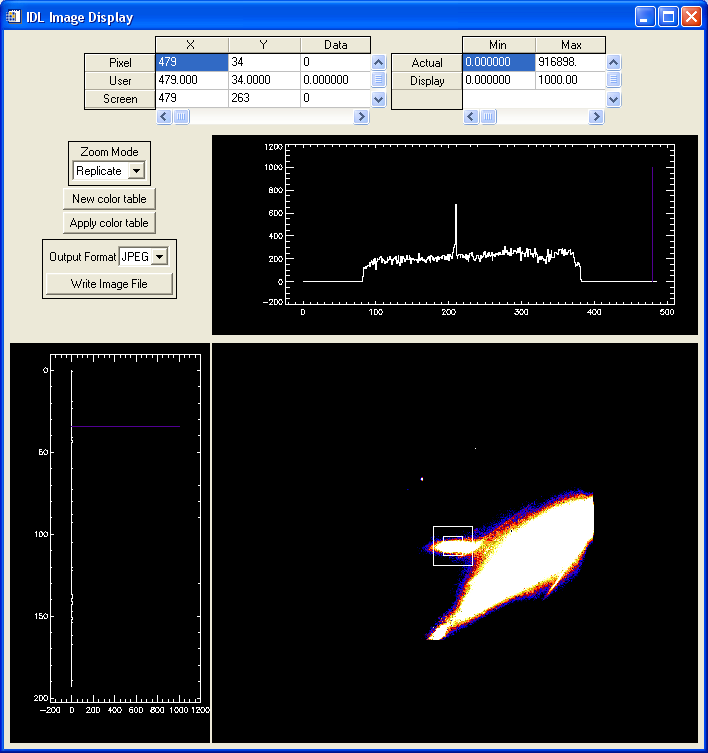 IDL Image Display
X Y Data
Pixel 479 34 0
User 479.000 34.0000 0.000000
Screen 479 263 0
Min Max
Actual 0.000000 916898.
Display 0.000000 1000.00
Zoom Mode
Replicate
New color table
Apply color table
Output Format JPEG
Write Image File
1200
1000
800
600
400
200
0
-200
0 100 200 300 400 500
0
50
100
150
200
-200 0 200 400 600 800 1000 1200